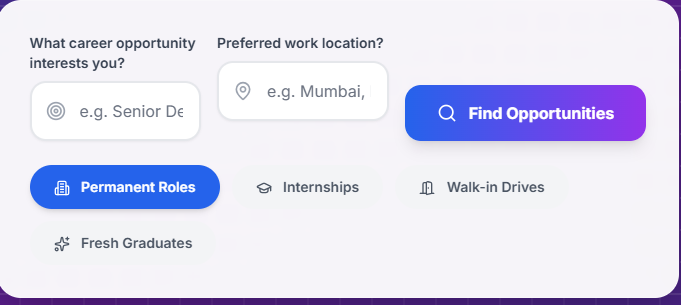 What career opportunity
interests you?
Preferred work location?
e.g. Senior De
e.g. Mumbai,
Find Opportunities
Permanent Roles
Internships
Walk-in Drives
Fresh Graduates